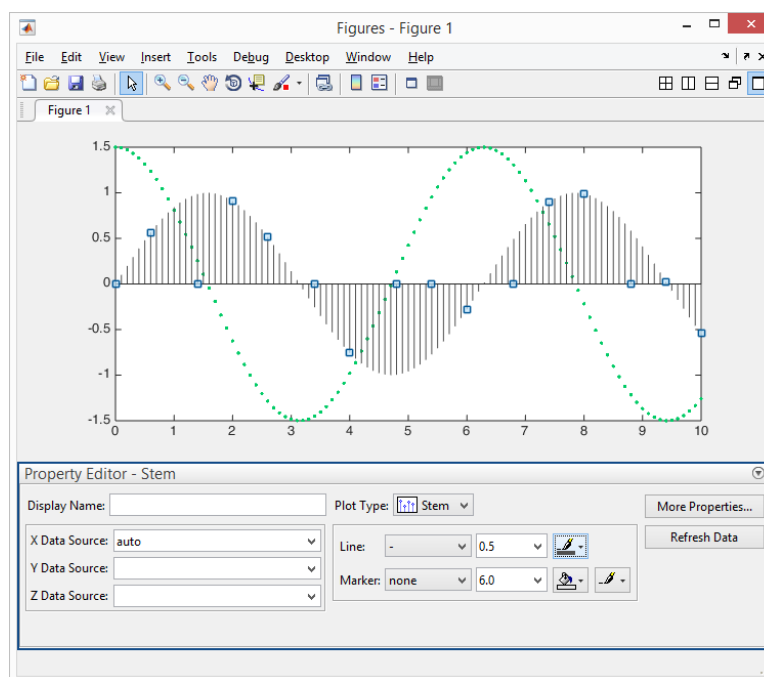 Figures - Figure 1
File Edit View Insert Tools Debug Desktop Window Help
Figure 1
1.5
1
0.5
0
-0.5
-1
-1.5
0 1 2 3 4 5 6 7 8 9 10
Property Editor - Stem
Display Name: Plot Type: Stem More Properties...
X Data Source: auto Line: - 0.5 Refresh Data
Y Data Source: Marker: none 6.0
Z Data Source: